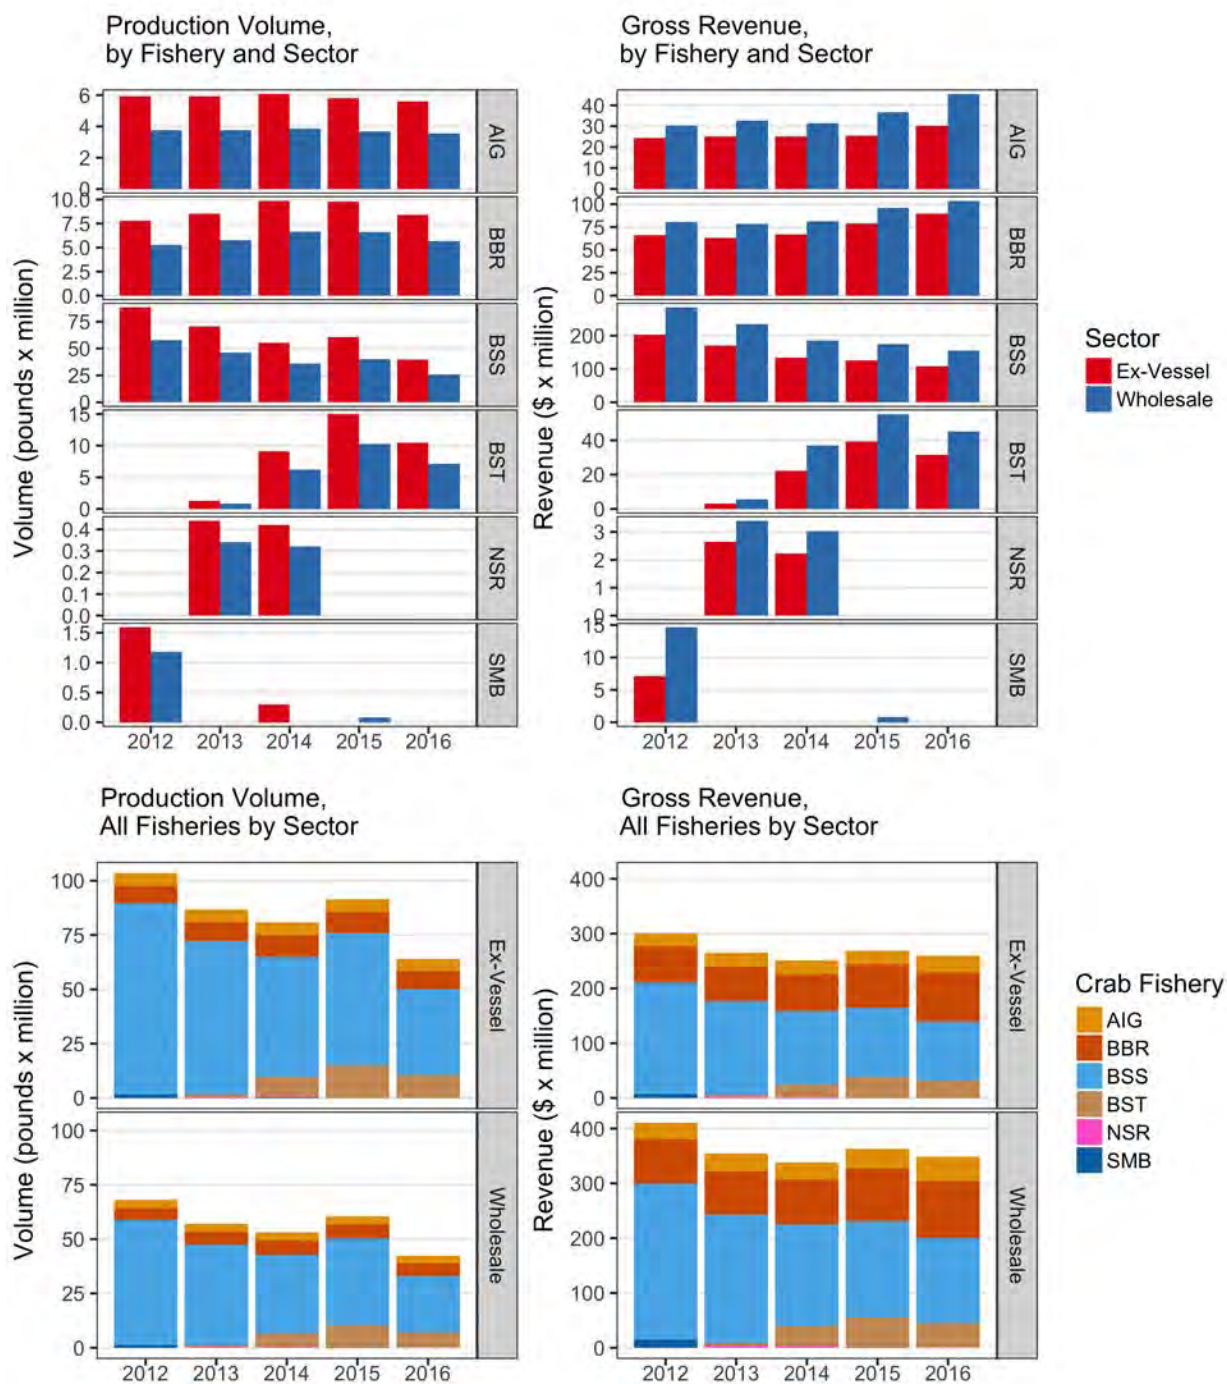 Production Volume,
by Fishery and Sector
Gross Revenue,
by Fishery and Sector
Volume (pounds x million)
6
4
2
0
AIG
10.0
7.5
5.0
2.5
0.0
BBR
75
50
25
0
BSS
15
10
5
0
BST
0.4
0.3
0.2
0.1
0.0
NSR
1.5
1.0
0.5
0.0
SMB
2012 2013 2014 2015 2016
Revenue ($ x million)
40
30
20
10
0
AIG
100
75
50
25
0
BBR
200
100
0
BSS
40
20
0
BST
3
2
1
0
NSR
15
10
5
0
SMB
2012 2013 2014 2015 2016
Sector
Ex-Vessel
Wholesale
Production Volume,
All Fisheries by Sector
Gross Revenue,
All Fisheries by Sector
Volume (pounds x million)
100
75
50
25
0
Ex-Vessel
Volume (pounds x million)
100
75
50
25
0
Wholesale
2012 2013 2014 2015 2016
Revenue ($ x million)
400
300
200
100
0
Ex-Vessel
Revenue ($ x million)
400
300
200
100
0
Wholesale
2012 2013 2014 2015 2016
Crab Fishery
AIG
BBR
BSS
BST
NSR
SMB